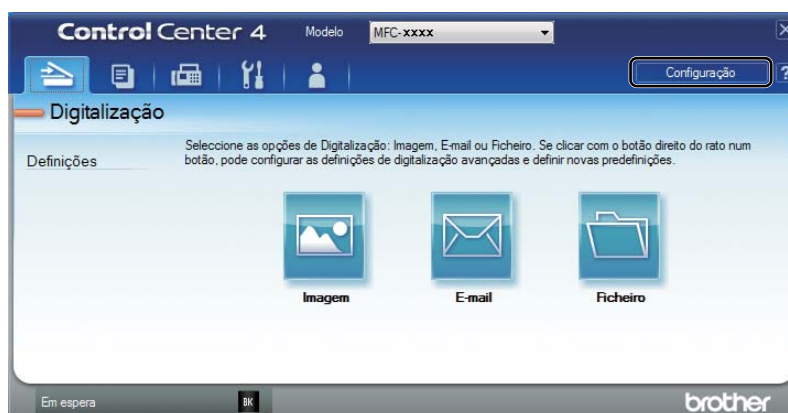 Control Center 4 Modelo MFC-xxxx
Configuração ?
Digitalização
Definições
Seleccione as opções de Digitalização: Imagem, E-mail ou Ficheiro. Se clicar com o botão direito do rato num
botão, pode configurar as definições de digitalização avançadas e definir novas predefinições.
Imagem E-mail Ficheiro
Em espera BK brother